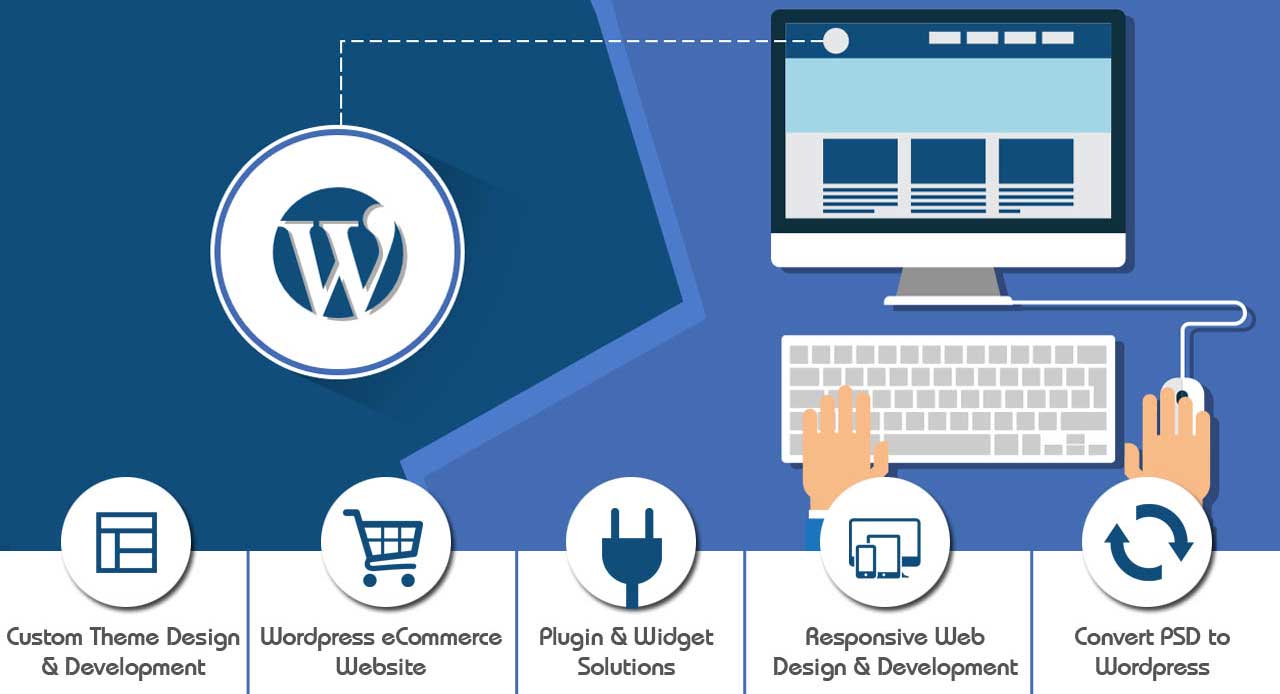 W
Custom Theme Design
& Development
Wordpress eCommerce
Website
Plugin & Widget
Solutions
Responsive Web
Design & Development
Convert PSD to
Wordpress